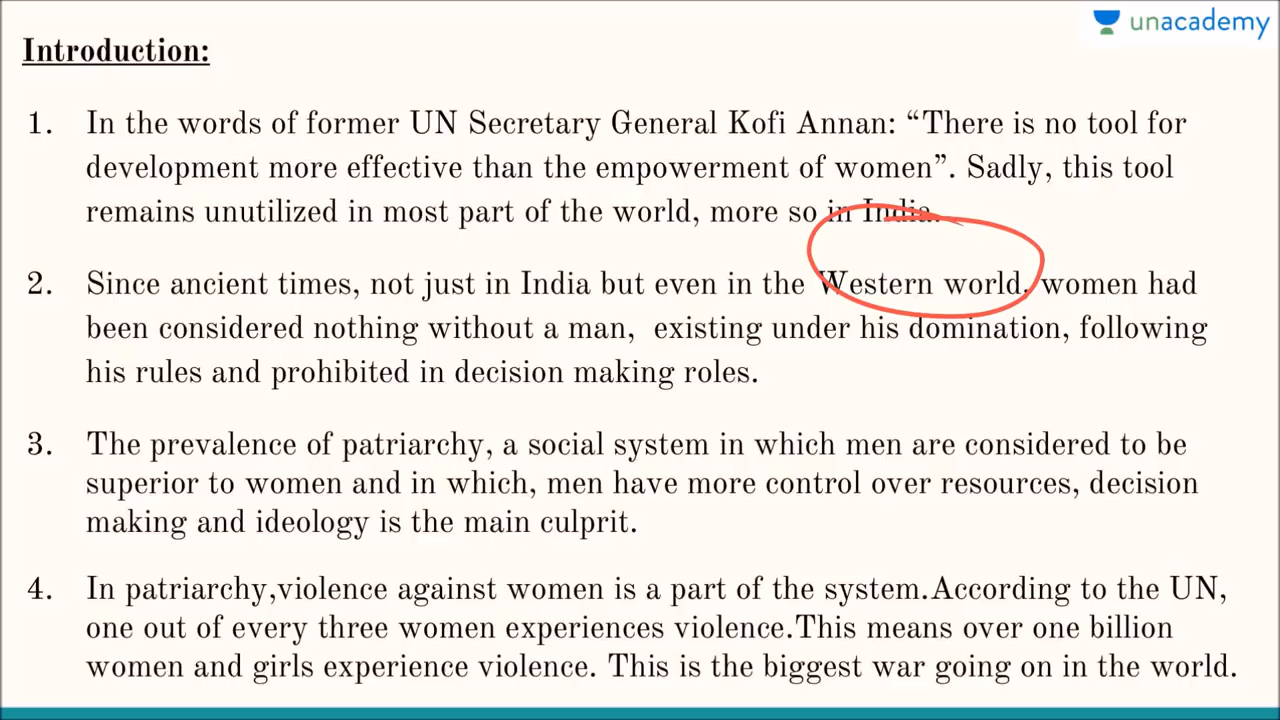 unacademy
Introduction:
1. In the words of former UN Secretary General Kofi Annan: “There is no tool for
development more effective than the empowerment of women”. Sadly, this tool
remains unutilized in most part of the world, more so in India.
2. Since ancient times, not just in India but even in the Western world, women had
been considered nothing without a man,  existing under his domination, following
his rules and prohibited in decision making roles.
3. The prevalence of patriarchy, a social system in which men are considered to be
superior to women and in which, men have more control over resources, decision
making and ideology is the main culprit.
4. In patriarchy,violence against women is a part of the system.According to the UN,
one out of every three women experiences violence.This means over one billion
women and girls experience violence. This is the biggest war going on in the world.